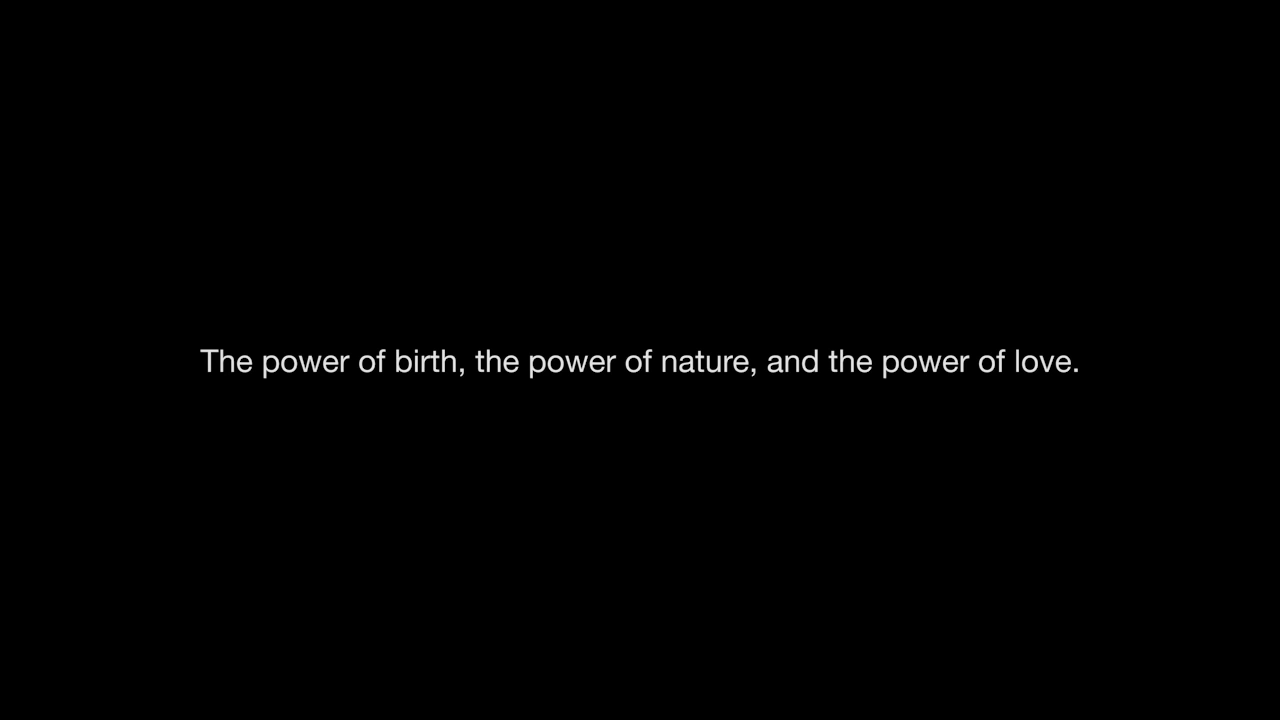 The power of birth, the power of nature, and the power of love.